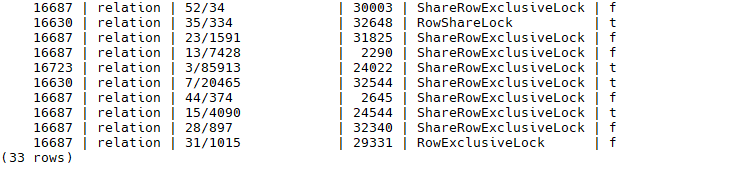 16687 | relation | 52/34 | 30003 | ShareRowExclusiveLock | f
16630 | relation | 35/334 | 32648 | RowShareLock | t
16687 | relation | 23/1591 | 31825 | ShareRowExclusiveLock | f
16687 | relation | 13/7428 | 2290 | ShareRowExclusiveLock | f
16723 | relation | 3/85913 | 24022 | ShareRowExclusiveLock | t
16630 | relation | 7/20465 | 32544 | ShareRowExclusiveLock | t
16687 | relation | 44/374 | 2645 | ShareRowExclusiveLock | f
16687 | relation | 15/4090 | 24544 | ShareRowExclusiveLock | t
16687 | relation | 28/897 | 32340 | ShareRowExclusiveLock | f
16687 | relation | 31/1015 | 29331 | RowExclusiveLock | f
(33 rows)